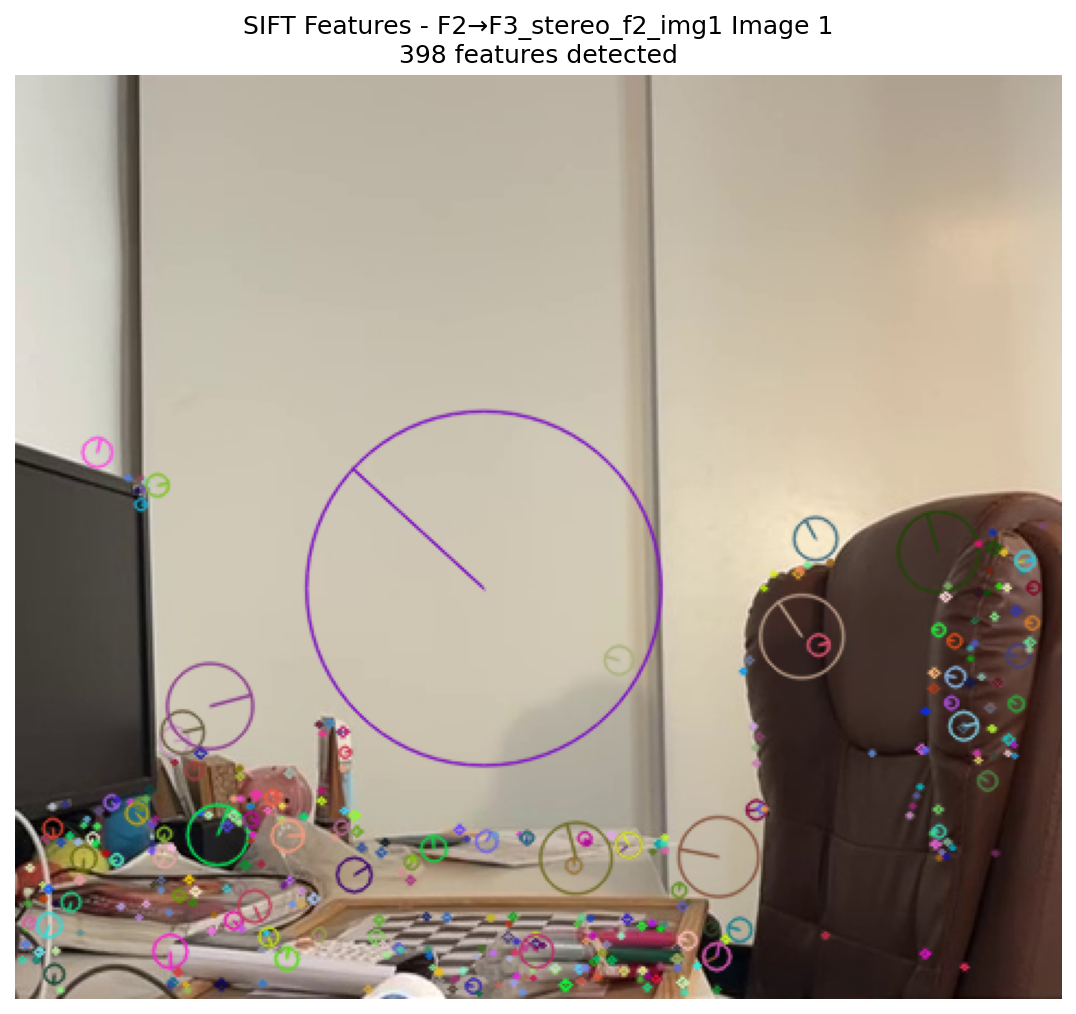 SIFT Features - F2→F3_stereo_f2_img1 Image 1
398 features detected